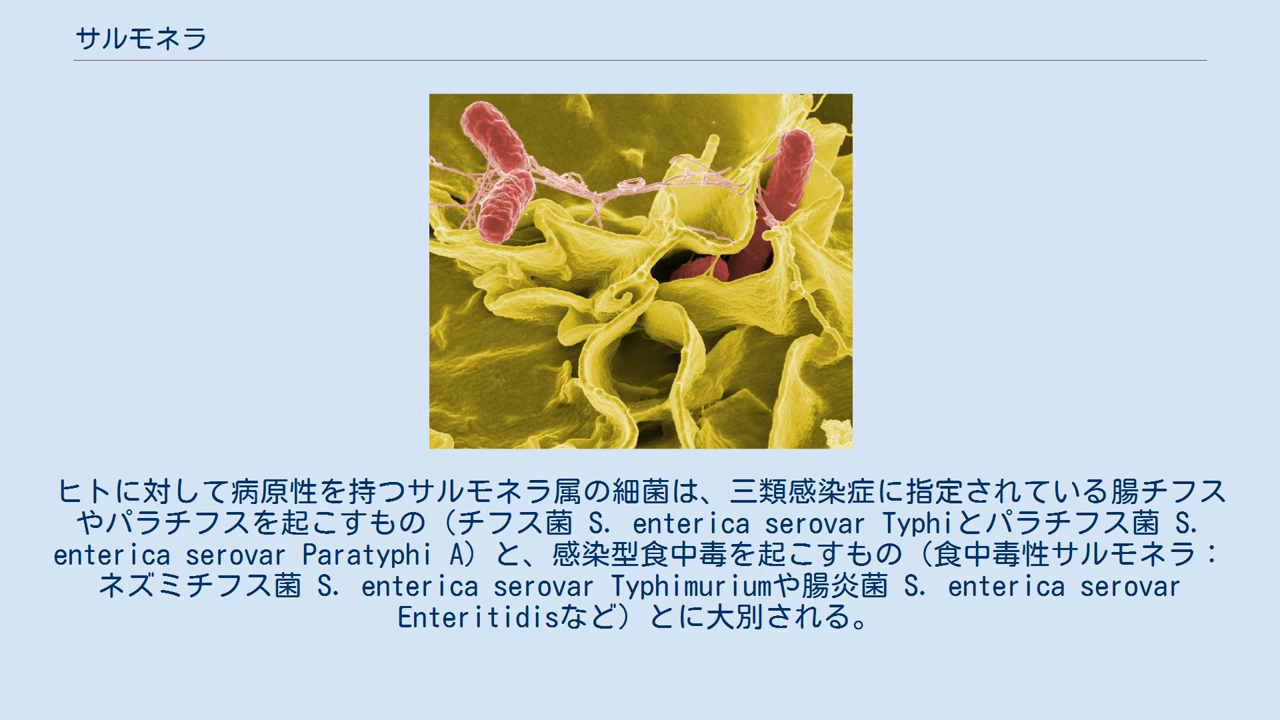 サルモネラ
ヒトに対して病原性を持つサルモネラ属の細菌は、三類感染症に指定されている腸チフス
やパラチフスを起こすもの（チフス菌 S. enterica serovar Typhiとパラチフス菌 S.
enterica serovar Paratyphi A）と、感染型食中毒を起こすもの（食中毒性サルモネラ：
ネズミチフス菌 S. enterica serovar Typhimuriumや腸炎菌 S. enterica serovar
Enteritidisなど）とに大別される。